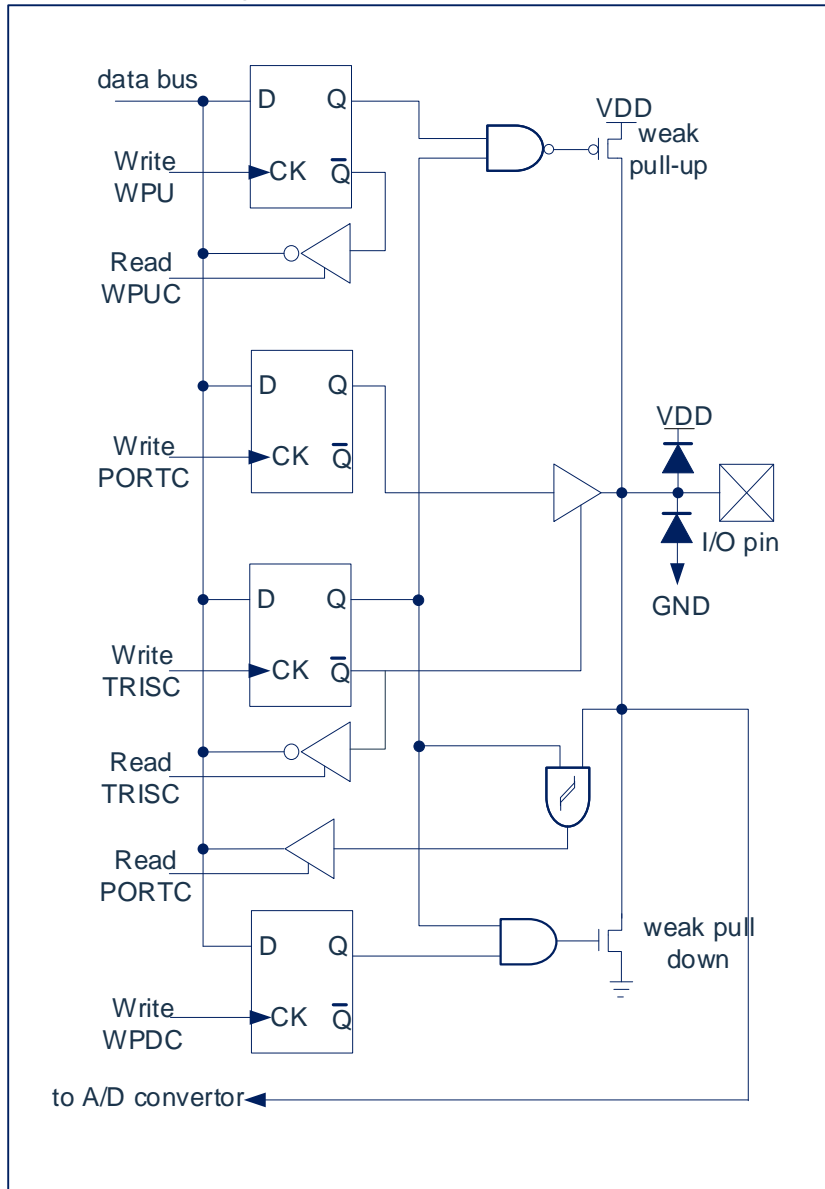 data bus
D
Q
Write
WPU
CK
Q
VDD
weak
pull-up
Read
WPUC
D
Q
Write
PORTC
CK
Q
VDD
I/O pin
GND
D
Q
Write
TRISC
CK
Q
Read
TRISC
Read
PORTC
D
Q
weak pull
down
Write
WPDC
CK
Q
to A/D convertor